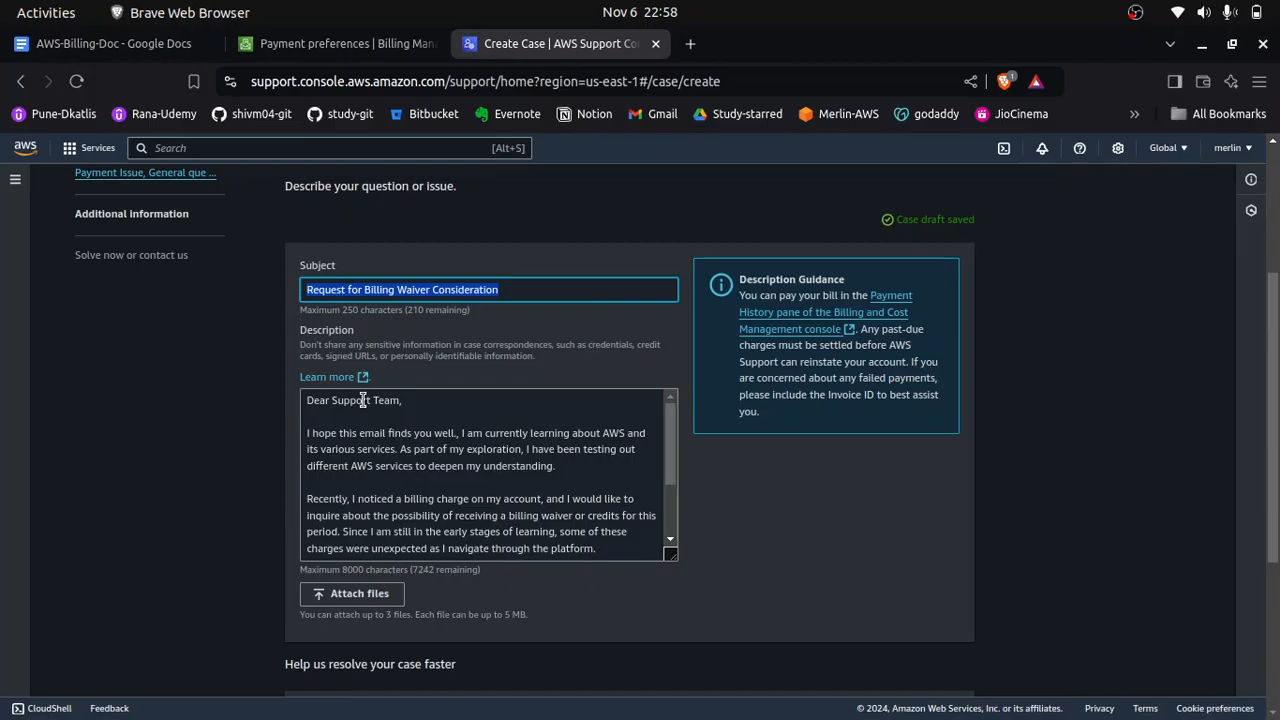 Activities
Brave Web Browser
Nov 6 22:58
AWS-Billing-Doc - Google Docs
Payment preferences | Billing Man
Create Case | AWS Support Co
support.console.aws.amazon.com/support/home?region=us-east-1#/case/create
1
Pune-Dkatlis
Rana-Udemy
shivm04-git
study-git
Bitbucket
Evernote
Notion
Gmail
Study-starred
Merlin-AWS
godaddy
JioCinema
All Bookmarks
aws
Services
Search
[Alt+S]
Global
merlin
Payment Issue, General que ...
Describe your question or issue.
Additional information
Case draft saved
Solve now or contact us
Subject
Request for Billing Waiver Consideration
Maximum 250 characters (210 remaining)
Description
Don't share any sensitive information in case correspondences, such as credentials, credit
cards, signed URLs, or personally identifiable information.
Learn more
Dear Support Team,
I hope this email finds you well., I am currently learning about AWS and
its various services. As part of my exploration, I have been testing out
different AWS services to deepen my understanding.
Recently, I noticed a billing charge on my account, and I would like to
inquire about the possibility of receiving a billing waiver or credits for this
period. Since I am still in the early stages of learning, some of these
charges were unexpected as I navigate through the platform.
Maximum 8000 characters (7242 remaining)
Attach files
You can attach up to 3 files. Each file can be up to 5 MB.
Description Guidance
You can pay your bill in the Payment
History pane of the Billing and Cost
Management console. Any past-due
charges must be settled before AWS
Support can reinstate your account. If you
are concerned about any failed payments,
please include the Invoice ID to best assist
you.
Help us resolve your case faster
CloudShell
Feedback
© 2024, Amazon Web Services, Inc. or its affiliates.
Privacy
Terms
Cookie preferences